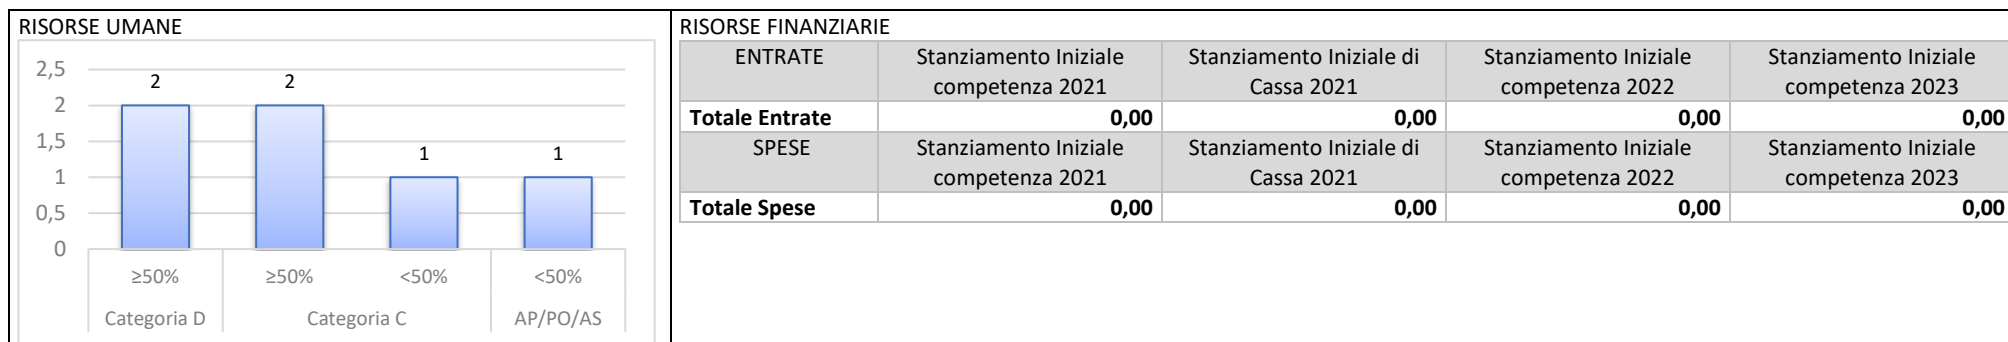 RISORSE UMANE
2,5
2
1,5
1
0,5
0
2
2
1
1
≥50%
≥50%
<50%
<50%
Categoria D
Categoria C
AP/PO/AS
RISORSE FINANZIARIE
ENTRATE Stanziamento Iniziale competenza 2021 Stanziamento Iniziale di Cassa 2021 Stanziamento Iniziale competenza 2022 Stanziamento Iniziale competenza 2023
Totale Entrate 0,00 0,00 0,00 0,00
SPESE Stanziamento Iniziale competenza 2021 Stanziamento Iniziale di Cassa 2021 Stanziamento Iniziale competenza 2022 Stanziamento Iniziale competenza 2023
Totale Spese 0,00 0,00 0,00 0,00